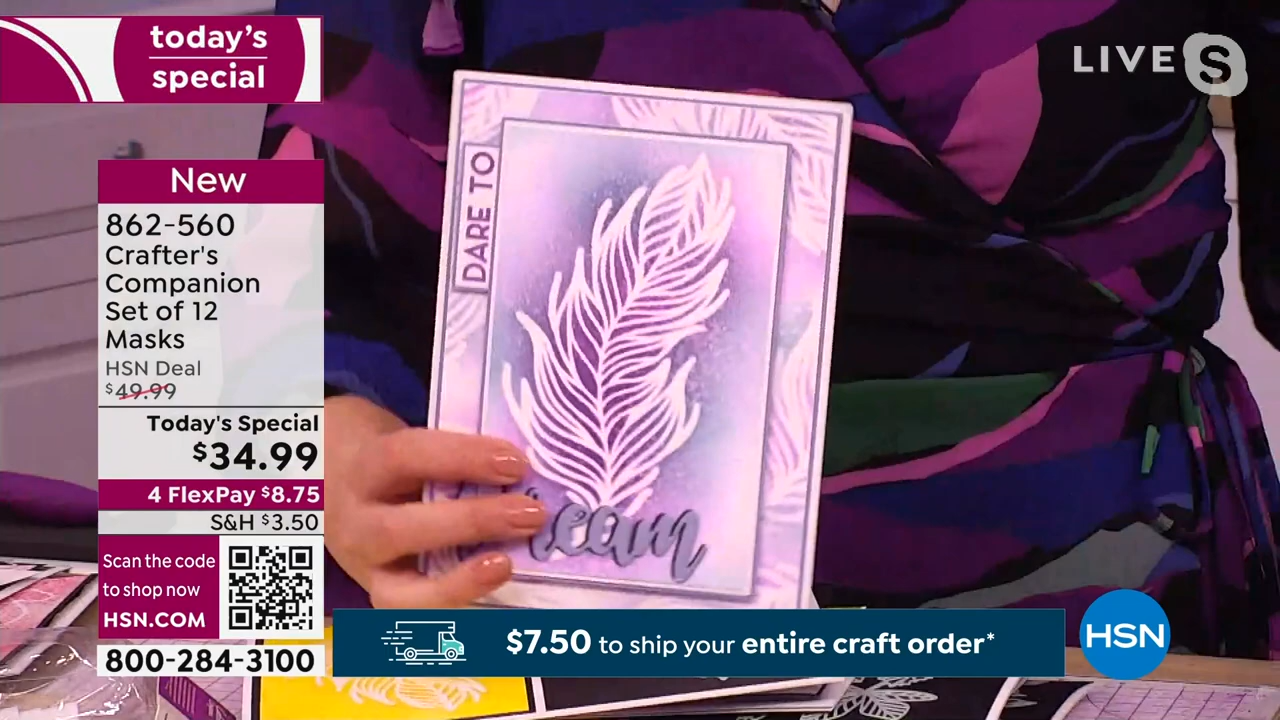 today's
special
LIVE S
New
862-560
Crafter's
Companion
Set of 12
Masks
HSN Deal
$49.99
Today's Special
$34.99
4 FlexPay $8.75
S&H $3.50
Scan the code
to shop now
HSN.COM
800-284-3100
DARE TO
$7.50 to ship your entire craft order*
HSN